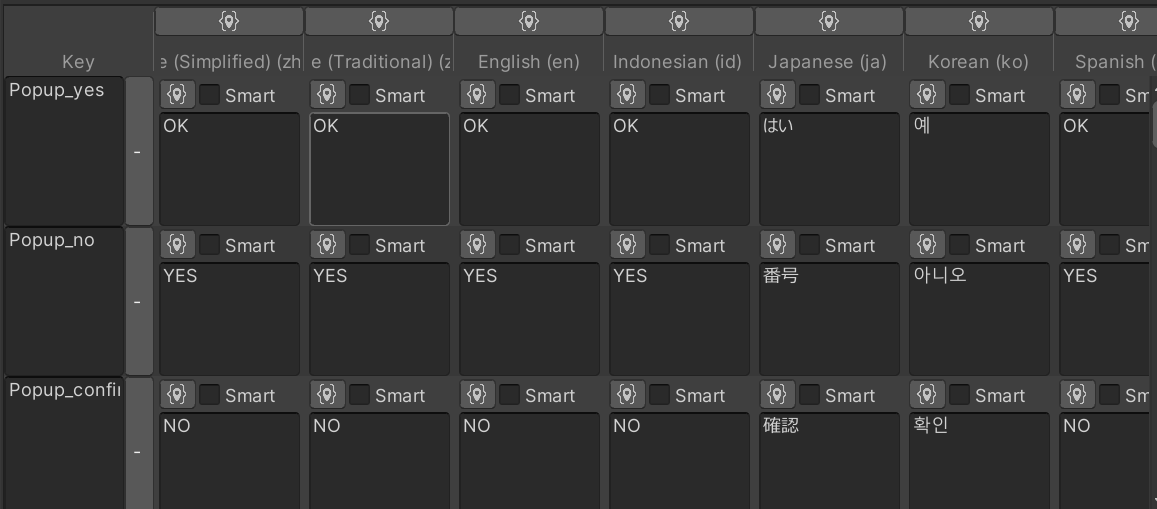 Key e (Simplified) (zh e (Traditional) (z English (en) Indonesian (id) Japanese (ja) Korean (ko) Spanish (
Popup_yes - Smart Smart Smart Smart Smart Smart Sm
OK OK OK OK はい 예 OK
Popup_no - Smart Smart Smart Smart Smart Smart Sm
YES YES YES YES 番号 아니오 YES
Popup_confir - Smart Smart Smart Smart Smart Smart Sm
NO NO NO NO 確認 확인 NO